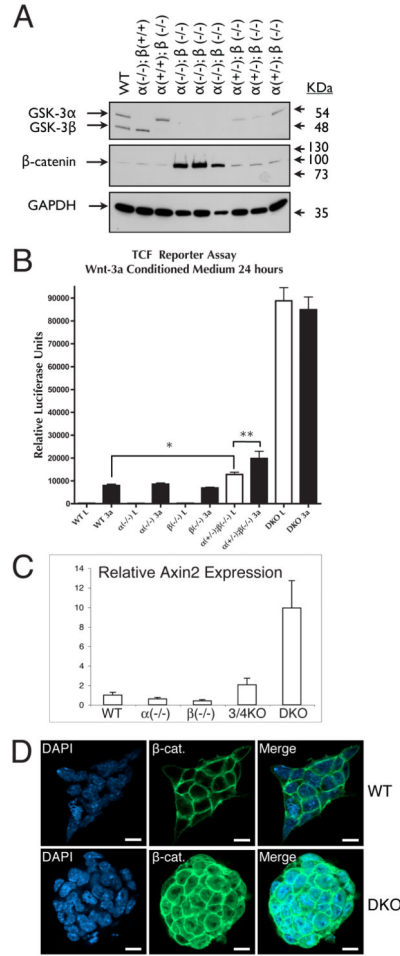 A
WT
α(-/-); β(+/+)
α(+/+); β (-/-)
α(-/-); β (-/-)
α(-/-); β (-/-)
α(-/-); β (-/-)
α(+/-); β (-/-)
α(+/-); β (-/-)
α(+/-); β (-/-)
KDa
GSK-3α
GSK-3β
54
48
β-catenin
130
100
73
GAPDH
35
B
TCF Reporter Assay
Wnt-3a Conditioned Medium 24 hours
Relative Luciferase Units
90000
80000
70000
60000
50000
40000
30000
20000
10000
0
*
**
WT L
WT 3a
α(-/-) L
α(-/-) 3a
β(-/-) L
β(-/-) 3a
α(+/-);β(-/-) L
α(+/-);β(-/-) 3a
DKO L
DKO 3a
C
Relative Axin2 Expression
14
12
10
8
6
4
2
0
WT
α(-/-)
β(-/-)
3/4KO
DKO
D
DAPI
β-cat.
Merge
WT
DAPI
β-cat.
Merge
DKO